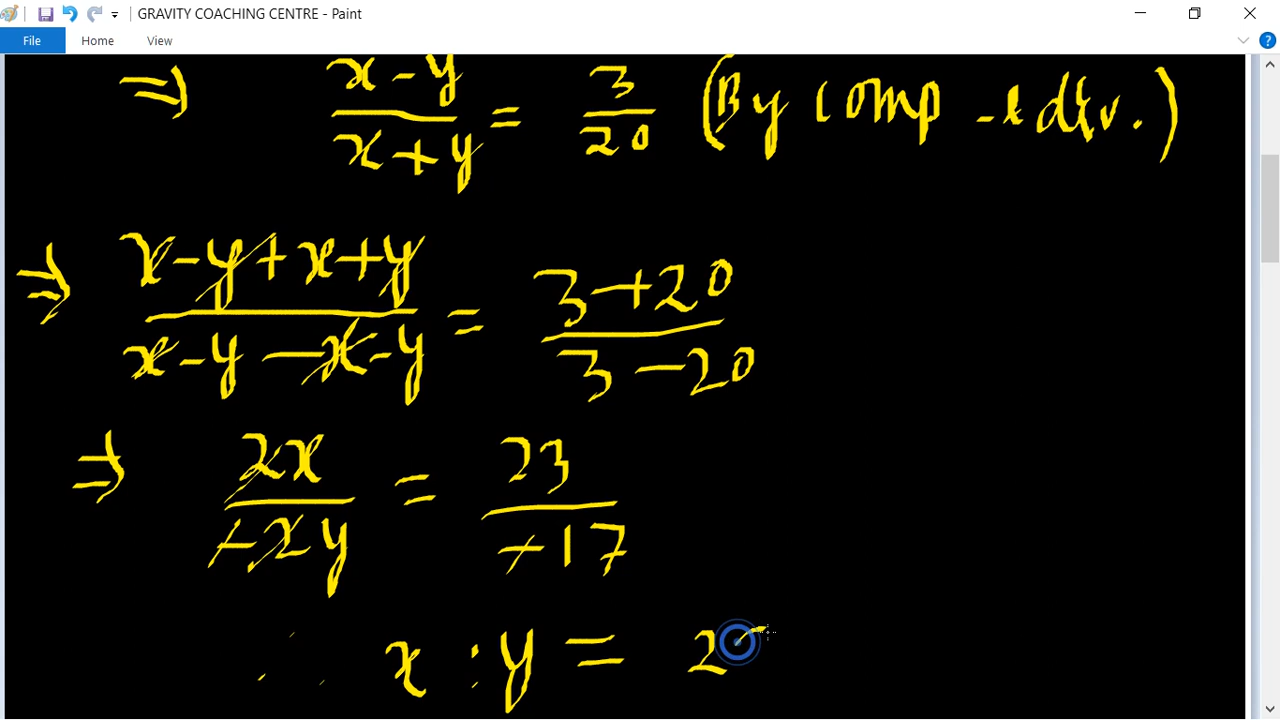 GRAVITY COACHING CENTRE - Paint
File Home View
⇒ x-y/x+y = 3/20 (By comp - & div.)
⇒ x-y+x+y/x-y-x-y = 3+20/3-20
⇒ 2x/-2y = 23/-17
∴ x : y = 2